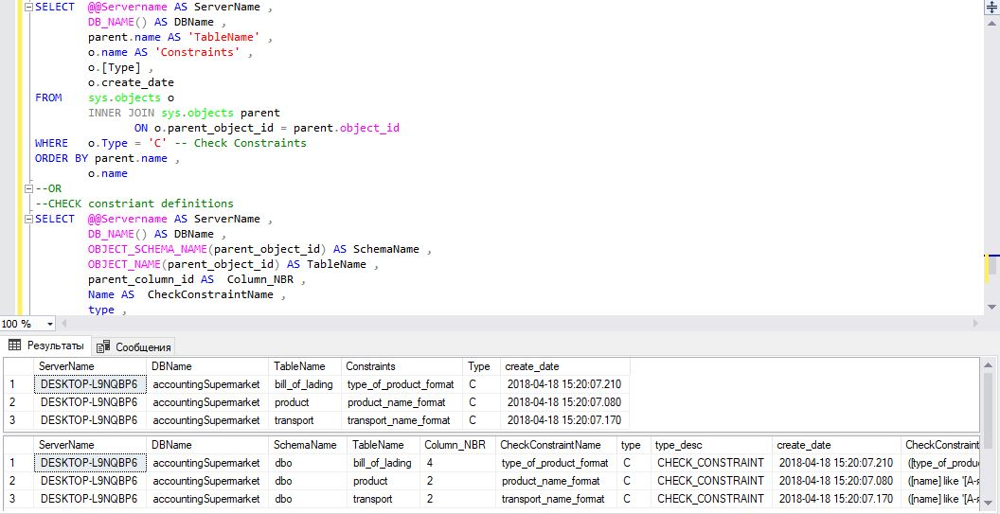 SELECT @@Servername AS ServerName ,
DB_NAME() AS DBName ,
parent.name AS 'TableName' ,
o.name AS 'Constraints' ,
o.[Type] ,
o.create_date
FROM sys.objects o
INNER JOIN sys.objects parent
ON o.parent_object_id = parent.object_id
WHERE o.Type = 'C' -- Check Constraints
ORDER BY parent.name ,
o.name
--OR
--CHECK constriant definitions
SELECT @@Servername AS ServerName ,
DB_NAME() AS DBName ,
OBJECT_SCHEMA_NAME(parent_object_id) AS SchemaName ,
OBJECT_NAME(parent_object_id) AS TableName ,
parent_column_id AS Column_NBR ,
Name AS CheckConstraintName ,
type ,
100 %
Результаты Сообщения
ServerName DBName TableName Constraints Type create_date
1 DESKTOP-L9NQBP6 accountingSupermarket bill_of_lading type_of_product_format C 2018-04-18 15:20:07.210
2 DESKTOP-L9NQBP6 accountingSupermarket product product_name_format C 2018-04-18 15:20:07.080
3 DESKTOP-L9NQBP6 accountingSupermarket transport transport_name_format C 2018-04-18 15:20:07.170
ServerName DBName SchemaName TableName Column_NBR CheckConstraintName type type_desc create_date CheckConstraint
1 DESKTOP-L9NQBP6 accountingSupermarket dbo bill_of_lading 4 type_of_product_format C CHECK_CONSTRAINT 2018-04-18 15:20:07.210 ([type_of_produc
2 DESKTOP-L9NQBP6 accountingSupermarket dbo product 2 product_name_format C CHECK_CONSTRAINT 2018-04-18 15:20:07.080 ([name] like '[А-я
3 DESKTOP-L9NQBP6 accountingSupermarket dbo transport 2 transport_name_format C CHECK_CONSTRAINT 2018-04-18 15:20:07.170 ([name] like '[А-я